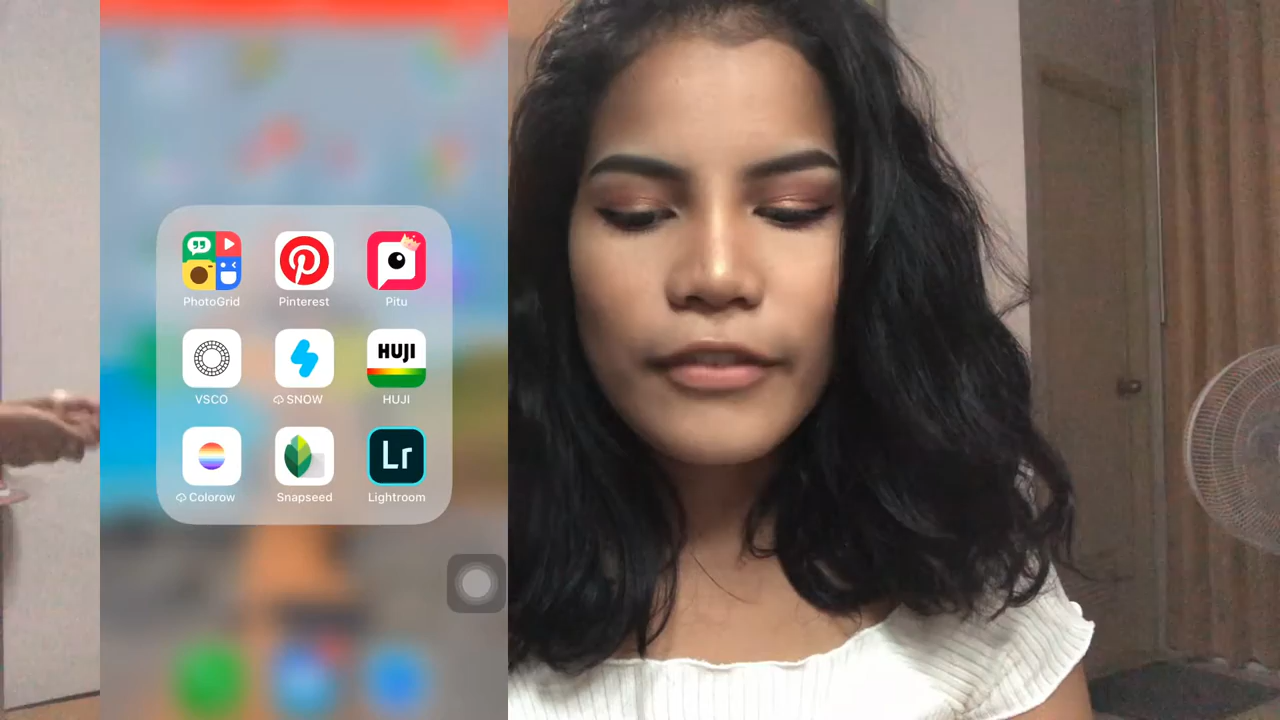 PhotoGrid
Pinterest
Pitu
VSCO
SNOW
HUJI
HUJI
Colorow
Snapseed
Lr
Lightroom